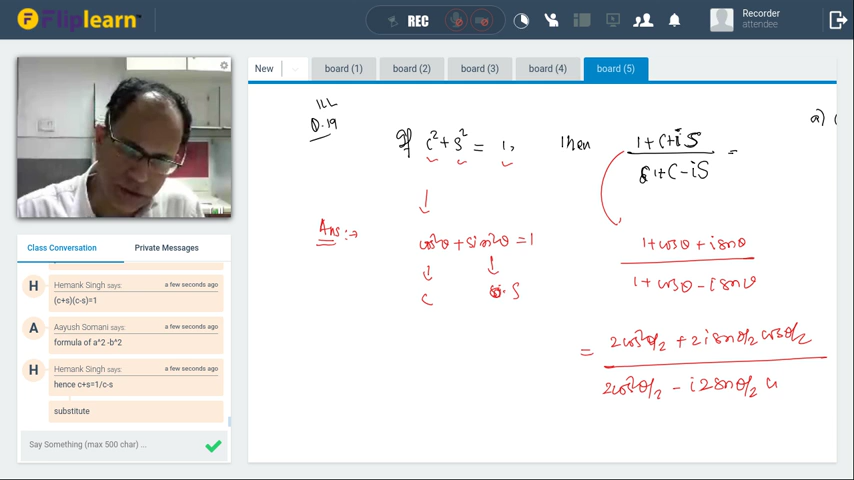 Fliplearn
REC
Recorder
attendee
New
board (1)
board (2)
board (3)
board (4)
board (5)
Class Conversation
Private Messages
H
Hemank Singh says:
a few seconds ago
(c+s)(c-s)=1
A
Aayush Somani says:
a few seconds ago
formula of a^2 -b^2
H
Hemank Singh says:
a few seconds ago
hence c+s=1/c-s
substitute
Say Something (max 500 char) ...
ILL
Q.19
If c² + s² = 1, then
1+c+iS
1+c-iS
=
a)
Ans :→
cos²θ + sin²θ = 1
c
S
1+cosθ + isinθ
1+cosθ - isinθ
= 2cos²θ/2 + 2isinθ/2 cosθ/2
2cos²θ/2 - i2sinθ/2 c